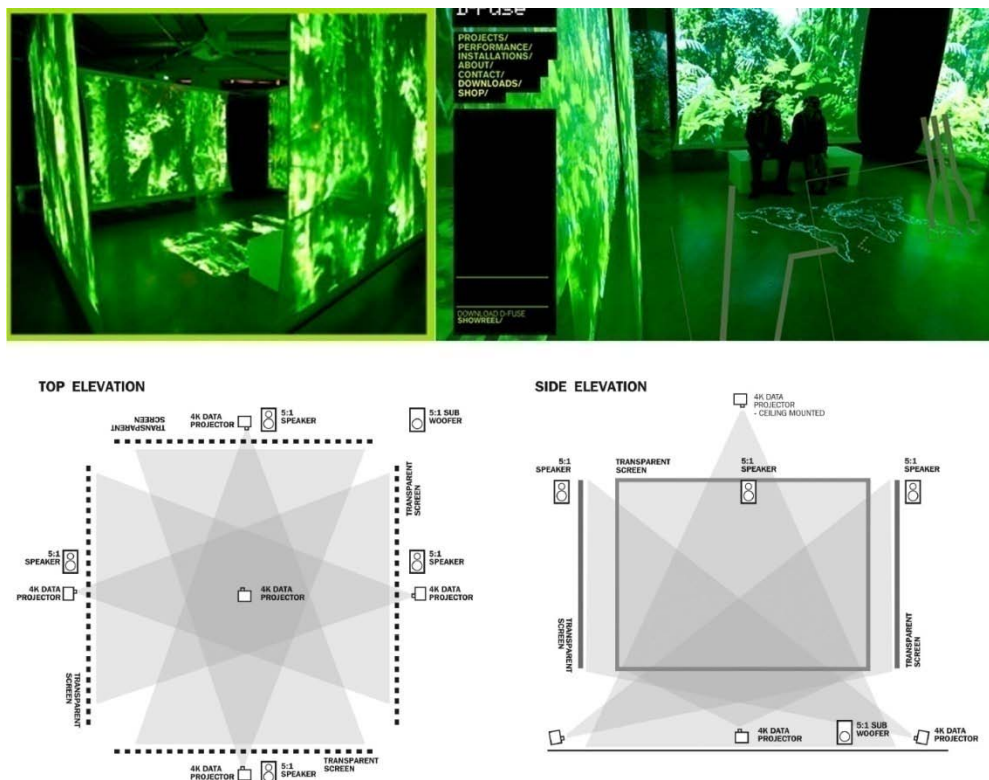 D-Fuse
PROJECTS/
PERFORMANCE/
INSTALLATIONS/
ABOUT/
CONTACT/
DOWNLOADS/
SHOP/
DOWNLOAD D-FUSE
SHOWREEL/
TOP ELEVATION
TRANSPARENT
SCREEN
4K DATA
PROJECTOR
5:1
SPEAKER
5:1 SUB
WOOFER
TRANSPARENT
SCREEN
5:1
SPEAKER
5:1
SPEAKER
4K DATA
PROJECTOR
4K DATA
PROJECTOR
4K DATA
PROJECTOR
TRANSPARENT
SCREEN
4K DATA
PROJECTOR
5:1
SPEAKER
TRANSPARENT
SCREEN
SIDE ELEVATION
4K DATA
PROJECTOR
- CEILING MOUNTED
5:1
SPEAKER
TRANSPARENT
SCREEN
5:1
SPEAKER
5:1
SPEAKER
TRANSPARENT
SCREEN
TRANSPARENT
SCREEN
4K DATA
PROJECTOR
5:1 SUB
WOOFER
4K DATA
PROJECTOR